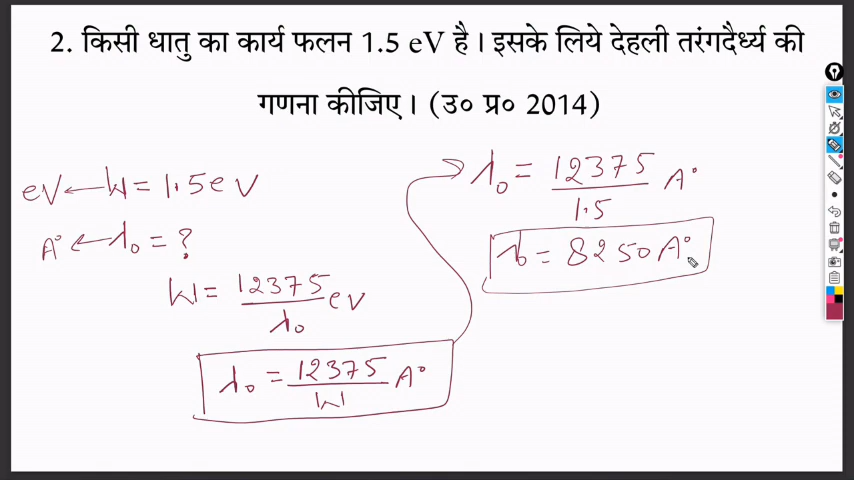 2. किसी धातु का कार्य फलन 1.5 eV है। इसके लिये देहली तरंगदैर्ध्य की
गणना कीजिए। (उ० प्र० 2014)
eV ← W = 1.5 eV
A° ← λ₀ = ?
W = 12375/λ₀ eV
λ₀ = 12375/W A°
λ₀ = 12375/1.5 A°
λ₀ = 8250 A°